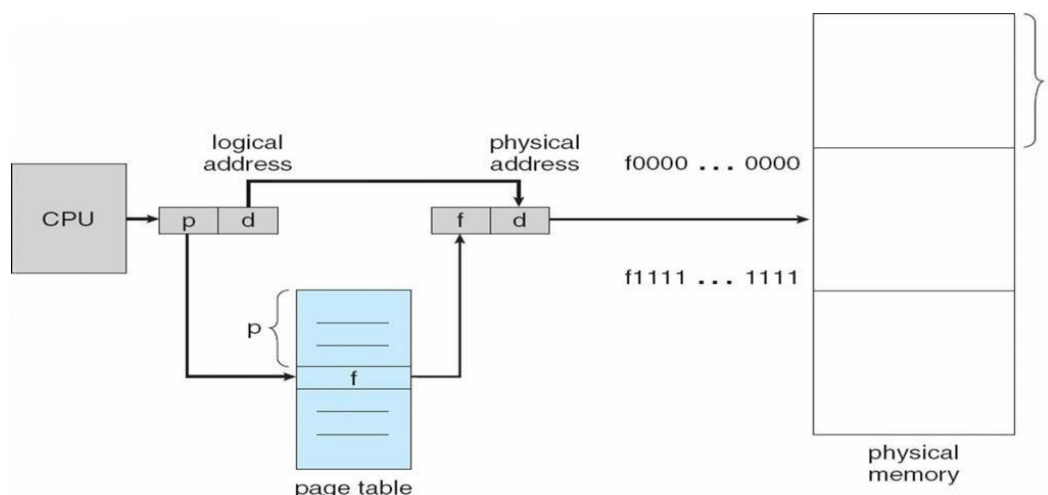 logical
address
physical
address
f0000 ... 0000
CPU
p
d
f
d
f1111 ... 1111
p
f
page table
physical
memory